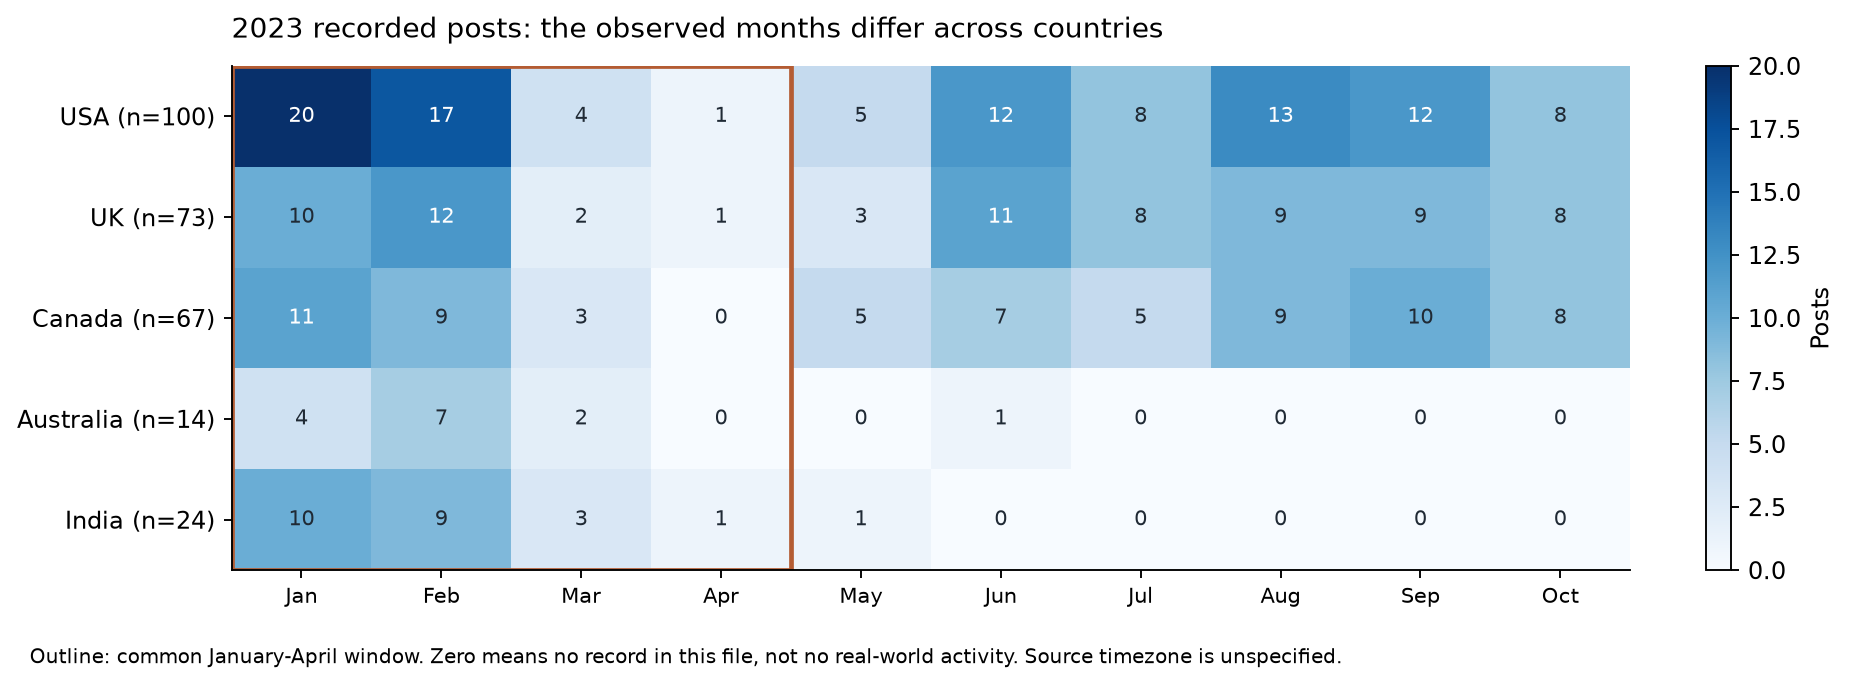 2023 recorded posts: the observed months differ across countries
USA (n=100) 20 17 4 1 5 12 8 13 12 8
UK (n=73) 10 12 2 1 3 11 8 9 9 8
Canada (n=67) 11 9 3 0 5 7 5 9 10 8
Australia (n=14) 4 7 2 0 0 1 0 0 0 0
India (n=24) 10 9 3 1 1 0 0 0 0 0
Jan Feb Mar Apr May Jun Jul Aug Sep Oct
20.0
17.5
15.0
12.5
10.0
7.5
5.0
2.5
0.0
Posts
Outline: common January-April window. Zero means no record in this file, not no real-world activity. Source timezone is unspecified.